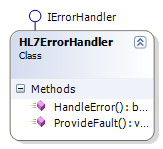 IErrorHandler
HL7ErrorHandler
Class
Methods
HandleError() : b...
ProvideFault() : v...